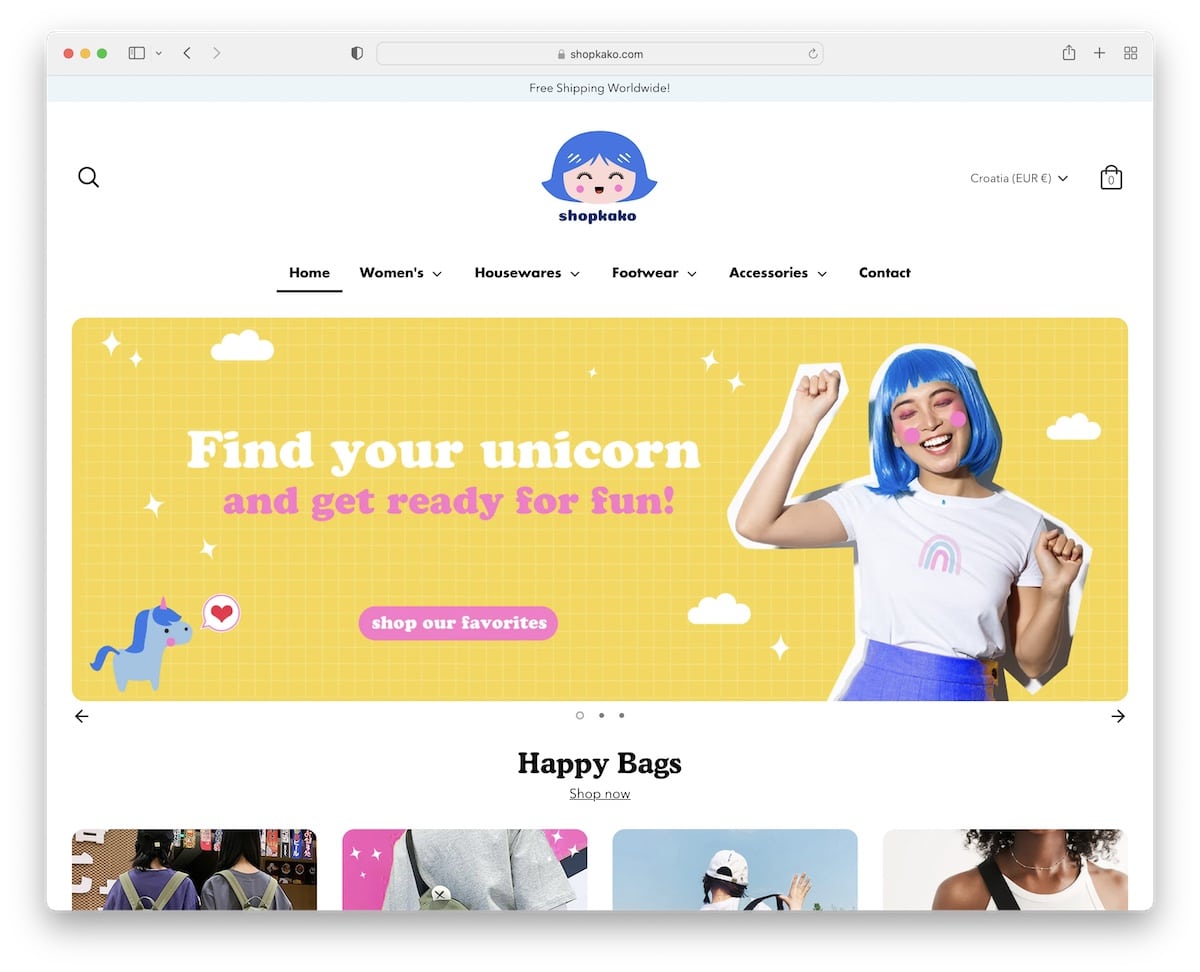 shopkako.com
Free Shipping Worldwide!
shopkako
Croatia (EUR €)
0
Home Women's Housewares Footwear Accessories Contact
Find your unicorn
and get ready for fun!
shop our favorites
Happy Bags
Shop now